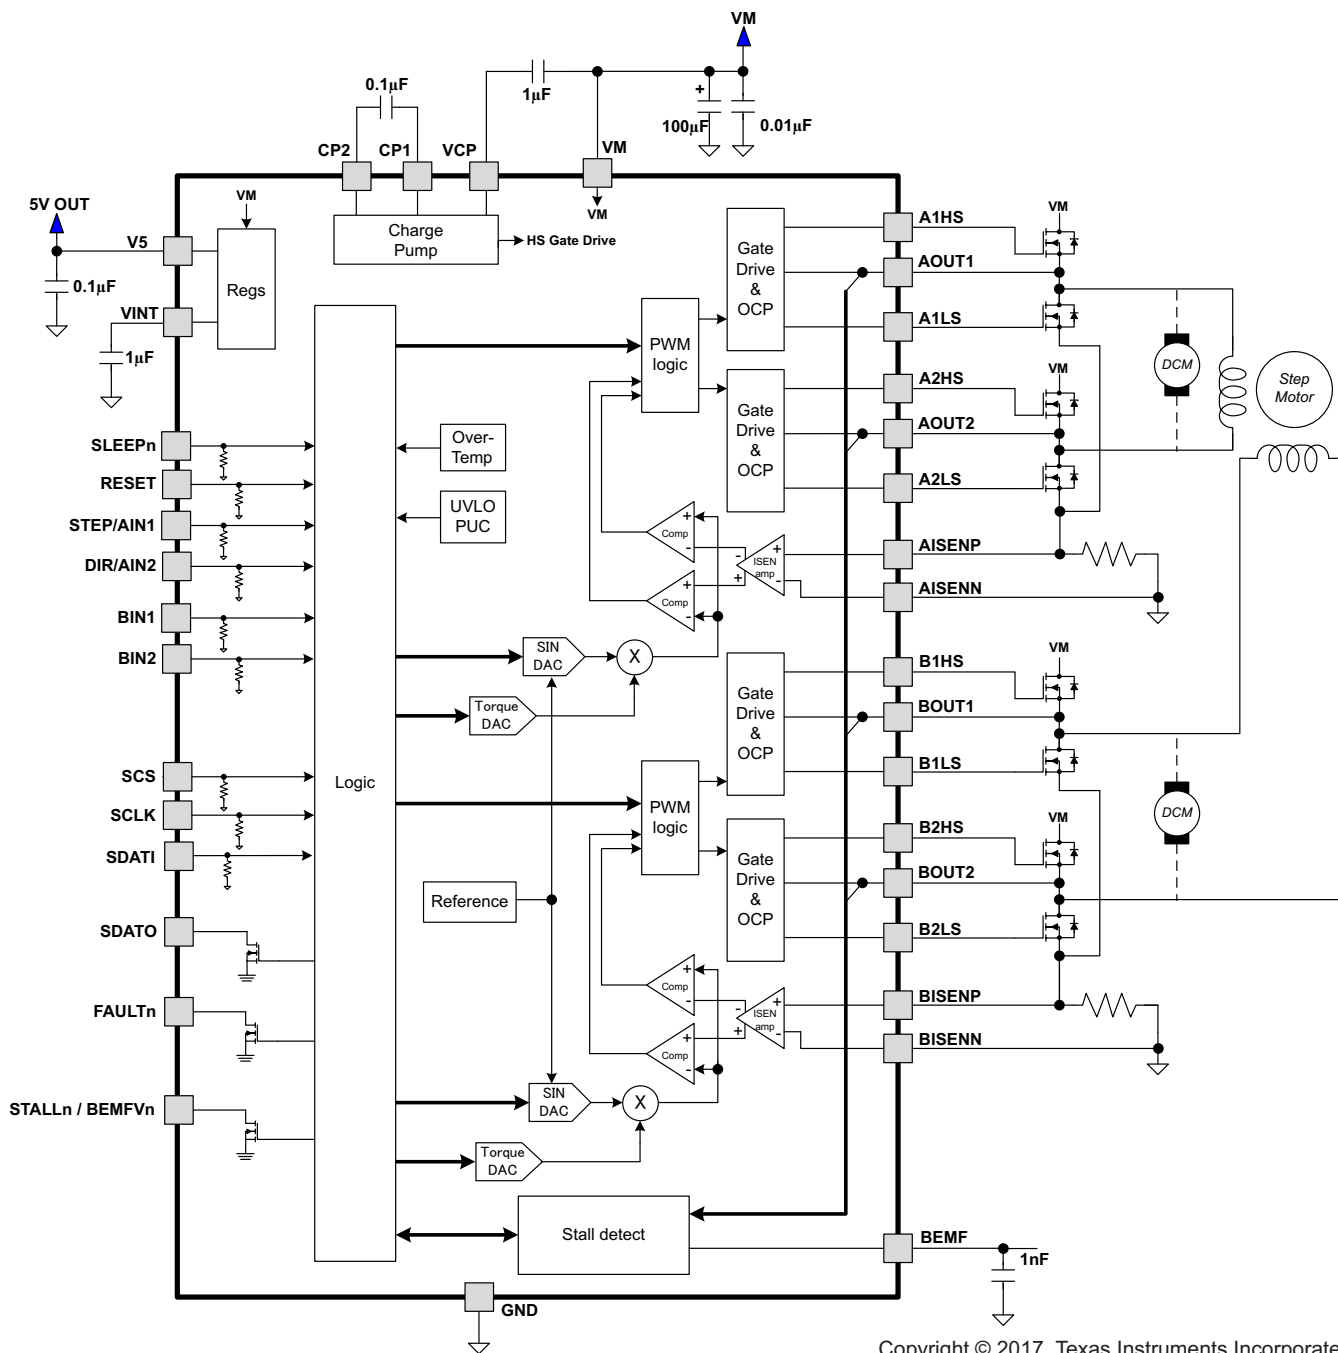 VM
0.1µF
1µF
+
100µF
0.01µF
CP2
CP1
VCP
VM
5V OUT
VM
VM
V5
0.1µF
VINT
1µF
Regs
Charge
Pump
HS Gate Drive
Gate
Drive
&
OCP
A1HS
AOUT1
A1LS
VM
PWM
logic
DCM
Step
Motor
Gate
Drive
&
OCP
A2HS
AOUT2
A2LS
VM
SLEEPn
RESET
STEP/AIN1
DIR/AIN2
BIN1
BIN2
Over-
Temp
UVLO
PUC
+
Comp
-
+
Comp
-
-
+
ISEN
amp
+
-
AISENP
AISENN
SIN
DAC
X
Torque
DAC
Gate
Drive
&
OCP
B1HS
BOUT1
B1LS
VM
SCS
SCLK
SDATI
Logic
PWM
logic
DCM
Gate
Drive
&
OCP
B2HS
BOUT2
B2LS
VM
Reference
SDATO
FAULTn
STALLn / BEMFVn
+
Comp
-
+
Comp
-
-
+
ISEN
amp
+
-
BISENP
BISENN
SIN
DAC
X
Torque
DAC
Stall detect
BEMF
1nF
GND
Copyright © 2017, Texas Instruments Incorporate